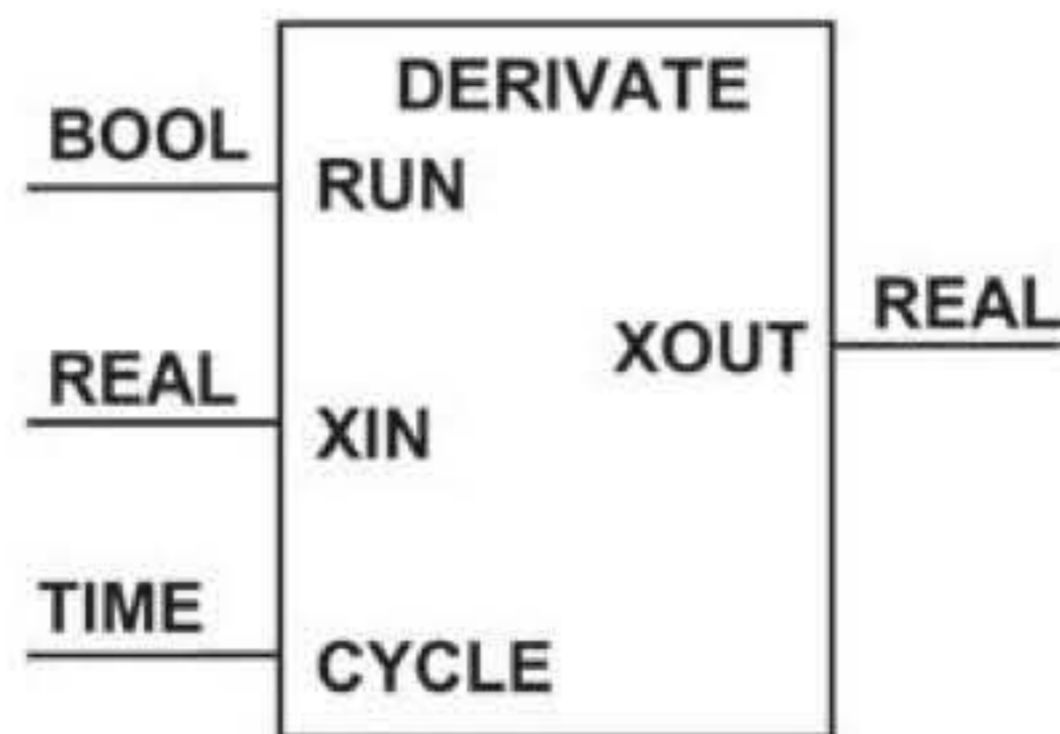 DERIVATE
BOOL
RUN
REAL
XOUT
REAL
XIN
TIME
CYCLE